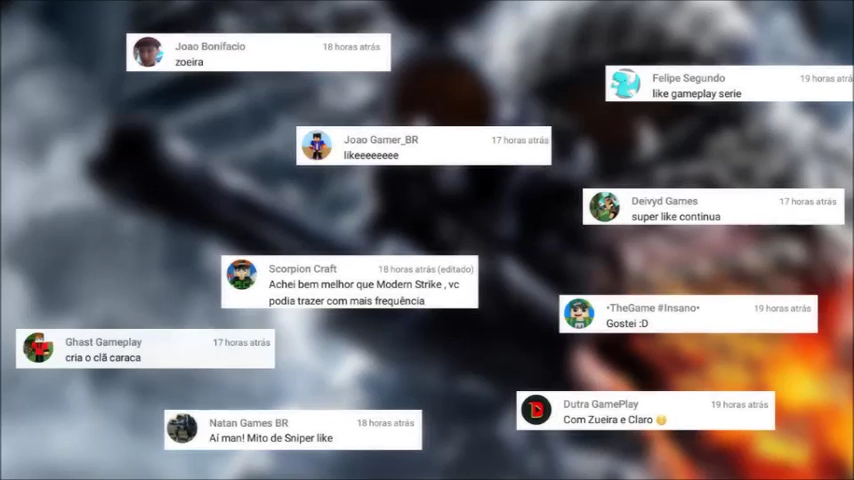 Joao Bonifacio 18 horas atrás
zoeira
Felipe Segundo 19 horas atrá
like gameplay serie
Joao Gamer_BR 17 horas atrás
likeeeeeeee
Deivyd Games 17 horas atrás
super like continua
Scorpion Craft 18 horas atrás (editado)
Achei bem melhor que Modern Strike , vc
podia trazer com mais frequência
•TheGame #Insano• 19 horas atrás
Gostei :D
Ghast Gameplay 17 horas atrás
cria o clã caraca
Dutra GamePlay 19 horas atrás
Com Zueira e Claro 😊
Natan Games BR 18 horas atrás
Aí man! Mito de Sniper like